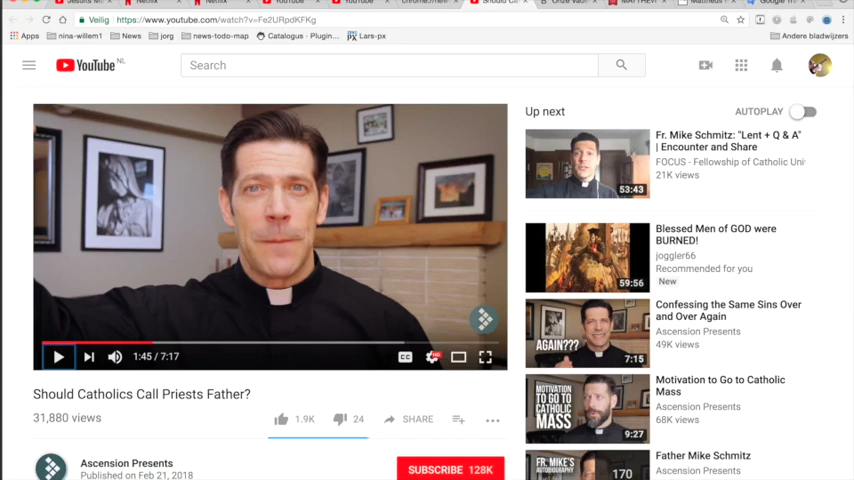 Netflix
Netflix
YouTube
YouTube
Should Ca
Veilig
https://www.youtube.com/watch?v=Fe2URpdKFKg
Apps
nina-willem1
News
jorg
news-todo-map
Catalogus - Plugin...
Lars-px
Andere bladwijzers
YouTube NL
Search
Up next
AUTOPLAY
Fr. Mike Schmitz: "Lent + Q & A"
| Encounter and Share
FOCUS - Fellowship of Catholic Uni
21K views
53:43
Blessed Men of GOD were
BURNED!
joggler66
Recommended for you
New
59:56
Confessing the Same Sins Over
and Over Again
Ascension Presents
49K views
AGAIN???
7:15
Motivation to Go to Catholic
Mass
Ascension Presents
68K views
MOTIVATION
TO GO TO
CATHOLIC
MASS
9:27
Father Mike Schmitz
Ascension Presents
FR. MIKE'S
170
1:45 / 7:17
CC
HD
Should Catholics Call Priests Father?
31,880 views
1.9K
24
SHARE
Ascension Presents
Published on Feb 21, 2018
SUBSCRIBE 128K